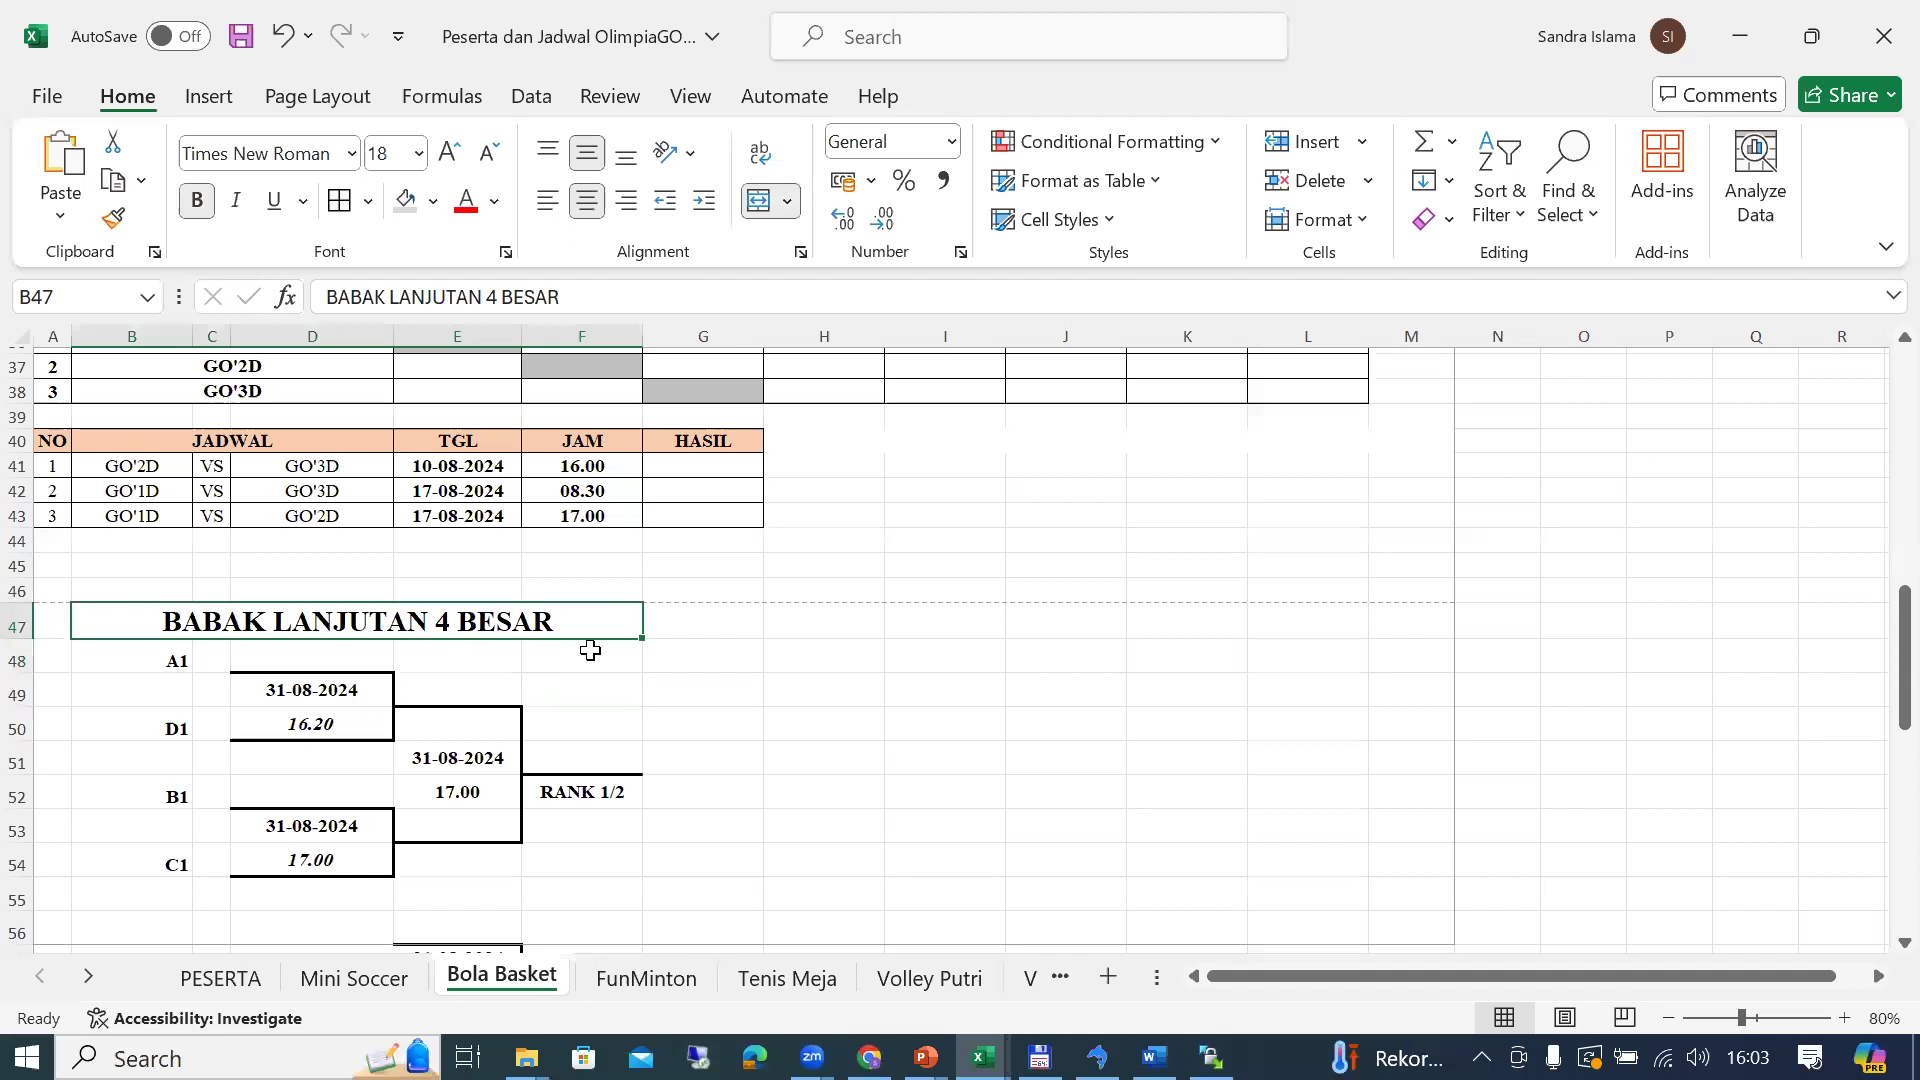 AutoSave Off Peserta dan Jadwal OlimpiaGO... Search Sandra Islama SI
File Home Insert Page Layout Formulas Data Review View Automate Help Comments Share
Paste Clipboard
Times New Roman 18 B I U Font
Alignment
General Number
Conditional Formatting
Format as Table
Cell Styles
Styles
Insert
Delete
Format
Cells
Sort & Filter
Find & Select
Editing
Add-ins
Add-ins
Analyze Data
B47 fx BABAK LANJUTAN 4 BESAR
A B C D E F G H I J K L M N O P Q R
37 2 GO'2D
38 3 GO'3D
39
40 NO JADWAL TGL JAM HASIL
41 1 GO'2D VS GO'3D 10-08-2024 16.00
42 2 GO'1D VS GO'3D 17-08-2024 08.30
43 3 GO'1D VS GO'2D 17-08-2024 17.00
44
45
46
47 BABAK LANJUTAN 4 BESAR
48 A1
49 31-08-2024
50 D1 16.20
51 31-08-2024
52 B1 17.00 RANK 1/2
53 31-08-2024
54 C1 17.00
55
56
PESERTA Mini Soccer Bola Basket FunMinton Tenis Meja Volley Putri V
Ready Accessibility: Investigate 80%
Search Rekor... 16:03